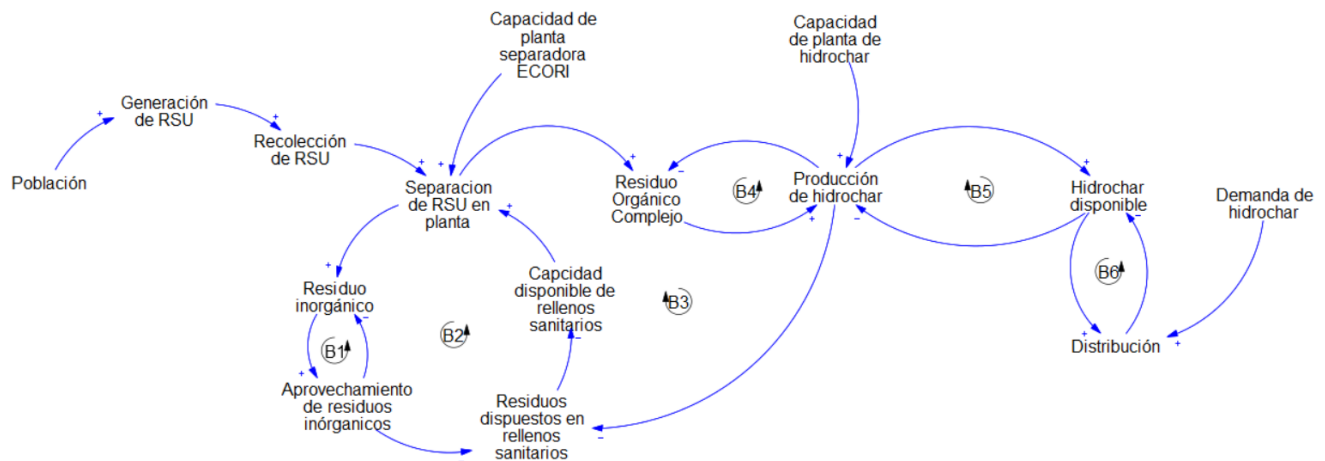 Capacidad de
planta
separadora
ECORI
Capacidad
de planta de
hidrochar
Generación
de RSU
Recolección
de RSU
Población
Separacion
de RSU en
planta
Residuo
Orgánico
Complejo
B4
Producción
de hidrochar
B5
Hidrochar
disponible
Demanda de
hidrochar
Residuo
inorgánico
Capcidad
disponible de
rellenos
sanitarios
B3
B6
B2
B1
Distribución
Aprovechamiento
de residuos
inórganicos
Residuos
dispuestos en
rellenos
sanitarios